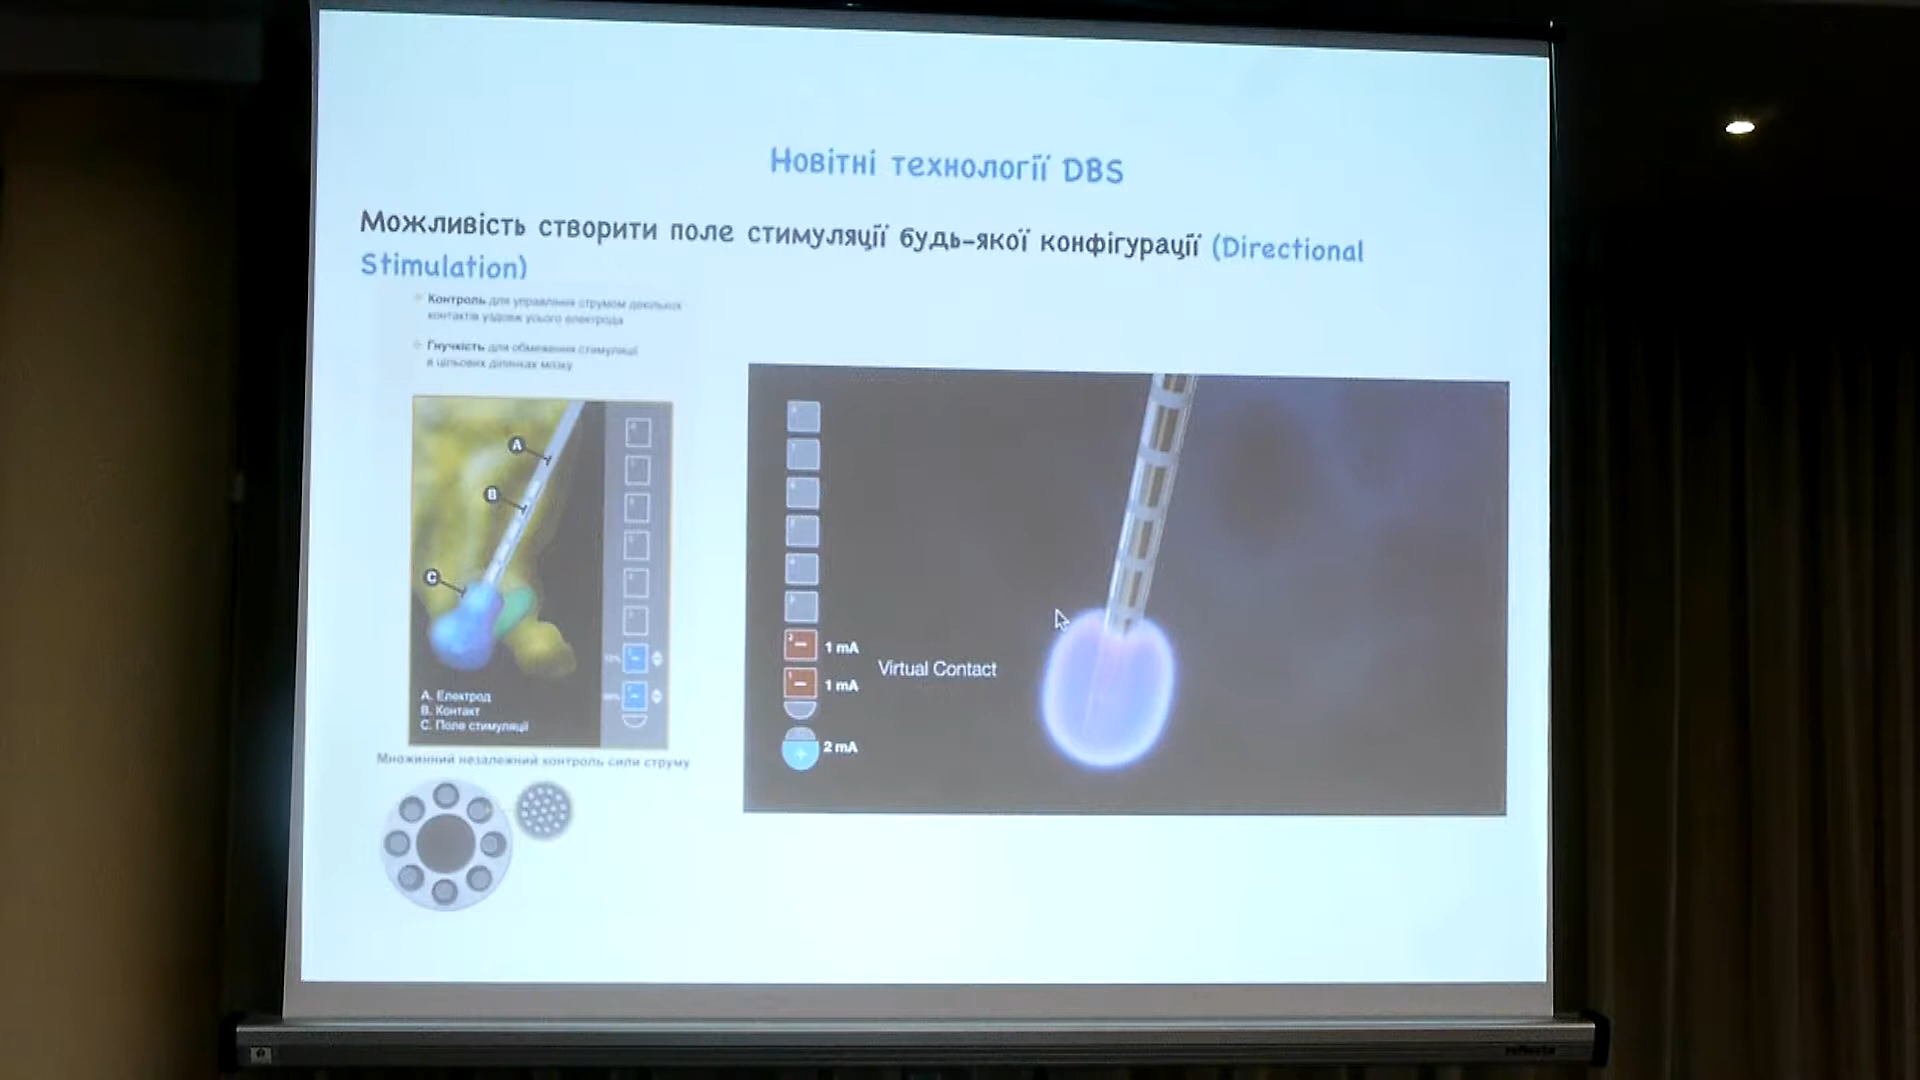 Новітні технології DBS
Можливість створити поле стимуляції будь-якої конфігурації (Directional
Stimulation)
Контроль для управління струмом декількох
контактів уздовж усього електрода
Гнучкість для обмеження стимуляції
в цільових ділянках мозку
A
B
C
A. Електрод
B. Контакт
C. Поле стимуляції
Множинний незалежний контроль сили струму
2 1 mA
1 1 mA
Virtual Contact
2 mA